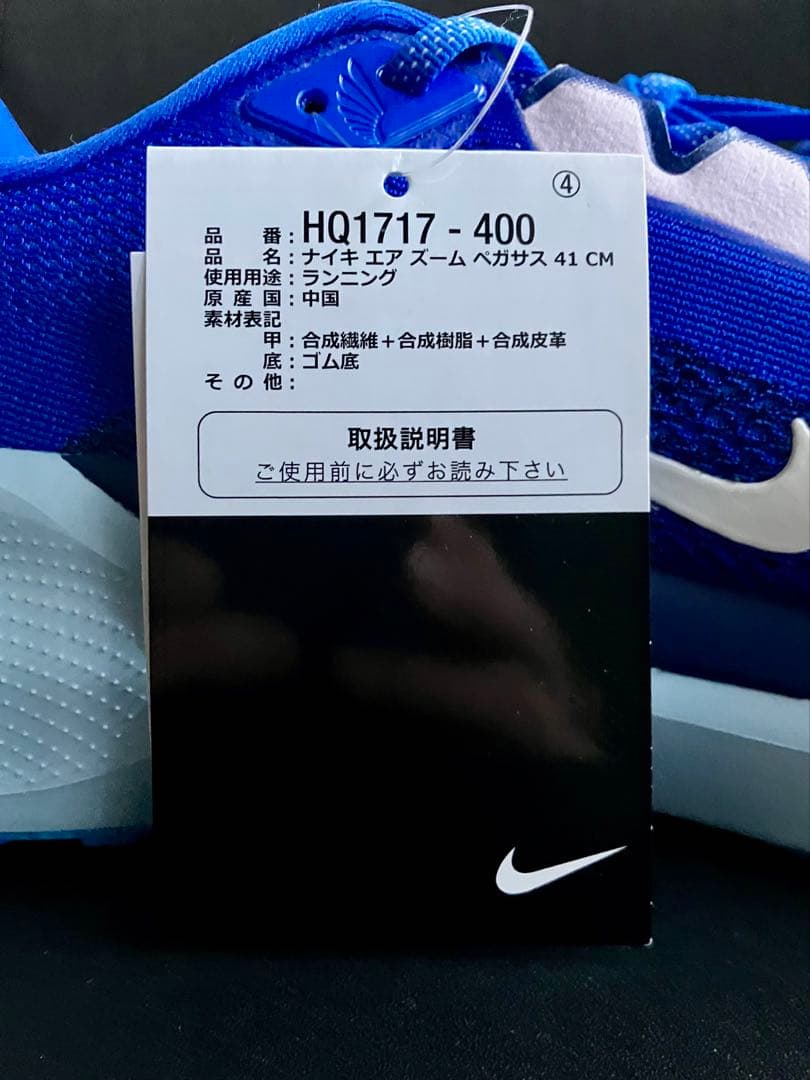 ④
品番：HQ1717 - 400
品名：ナイキ エア ズーム ペガサス 41 CM
使用用途：ランニング
原産国：中国
素材表記
甲：合成繊維＋合成樹脂＋合成皮革
底：ゴム底
その他：
取扱説明書
ご使用前に必ずお読み下さい